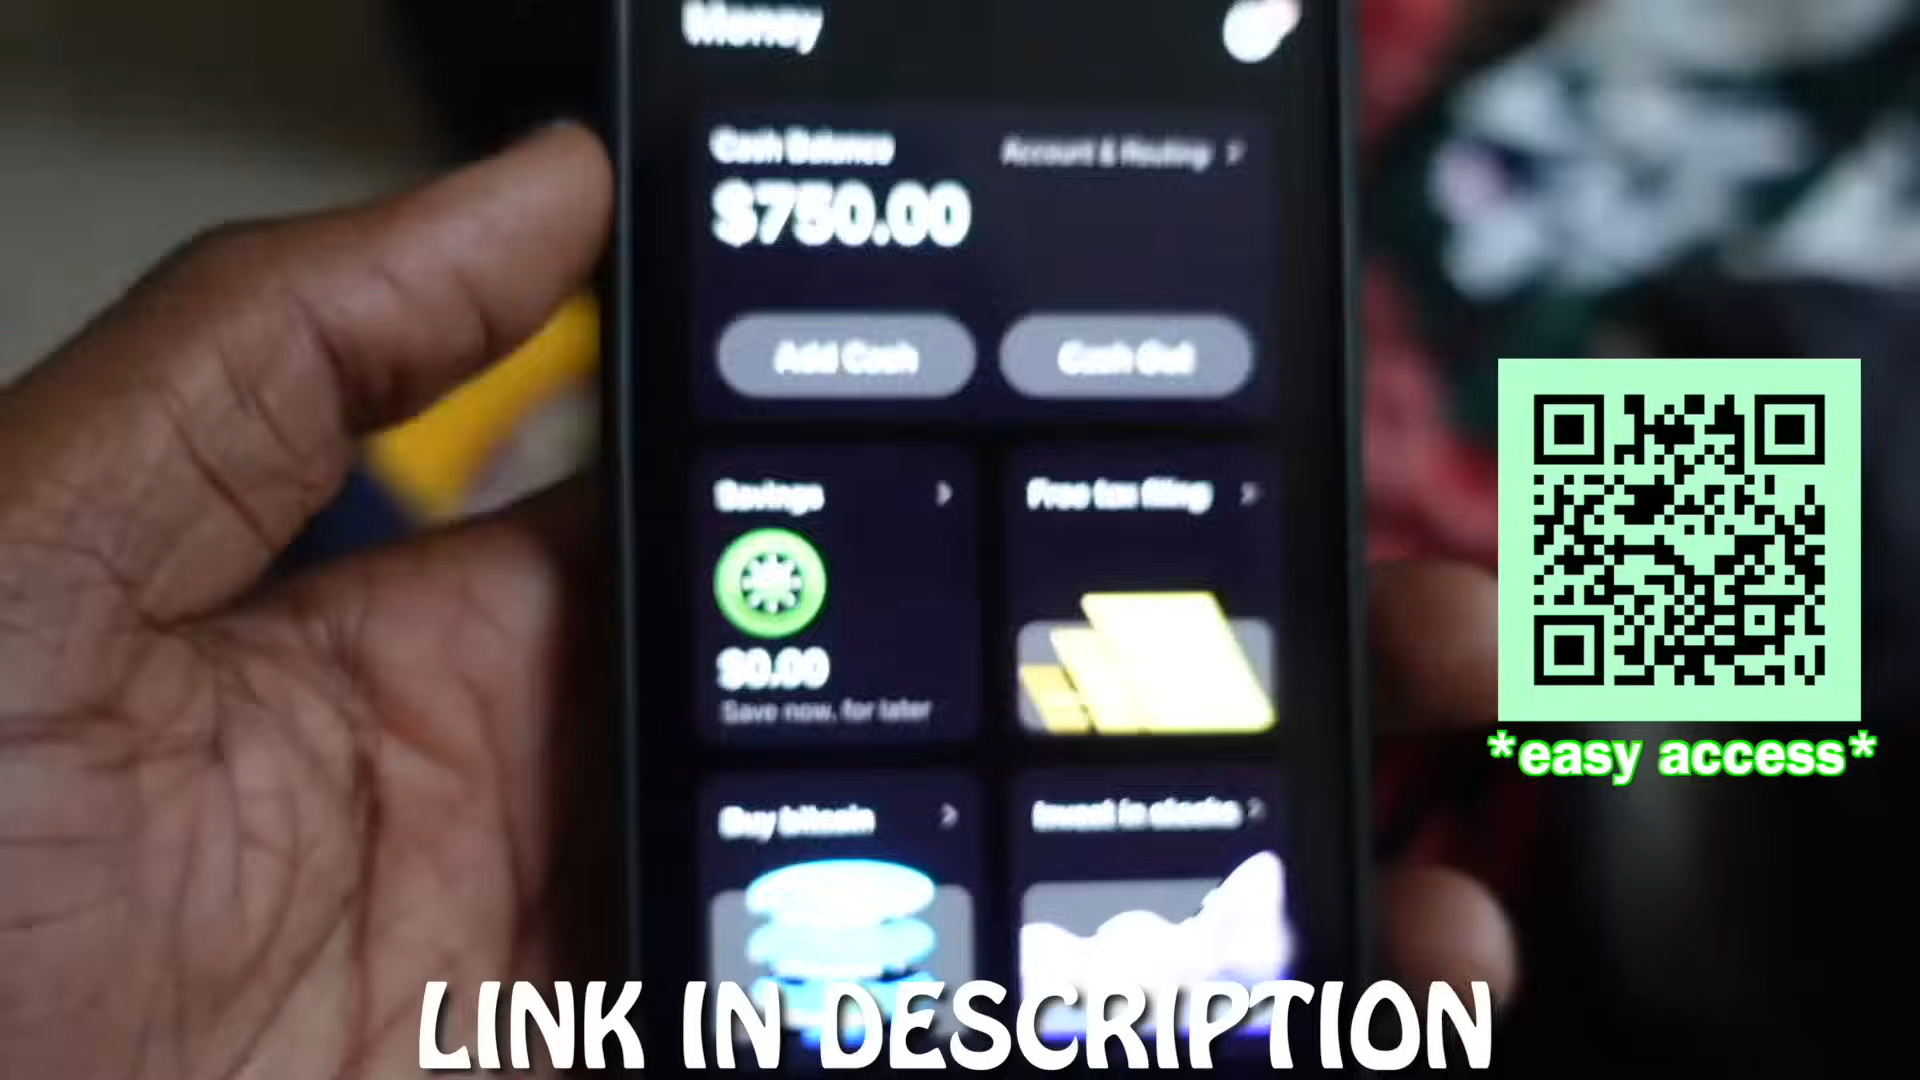 Money
Cash Balance
Account & Routing
$750.00
Add Cash
Cash Out
Savings
Free tax filing
$0.00
Save now, for later
Buy bitcoin
Invest in stocks
*easy access*
LINK IN DESCRIPTION